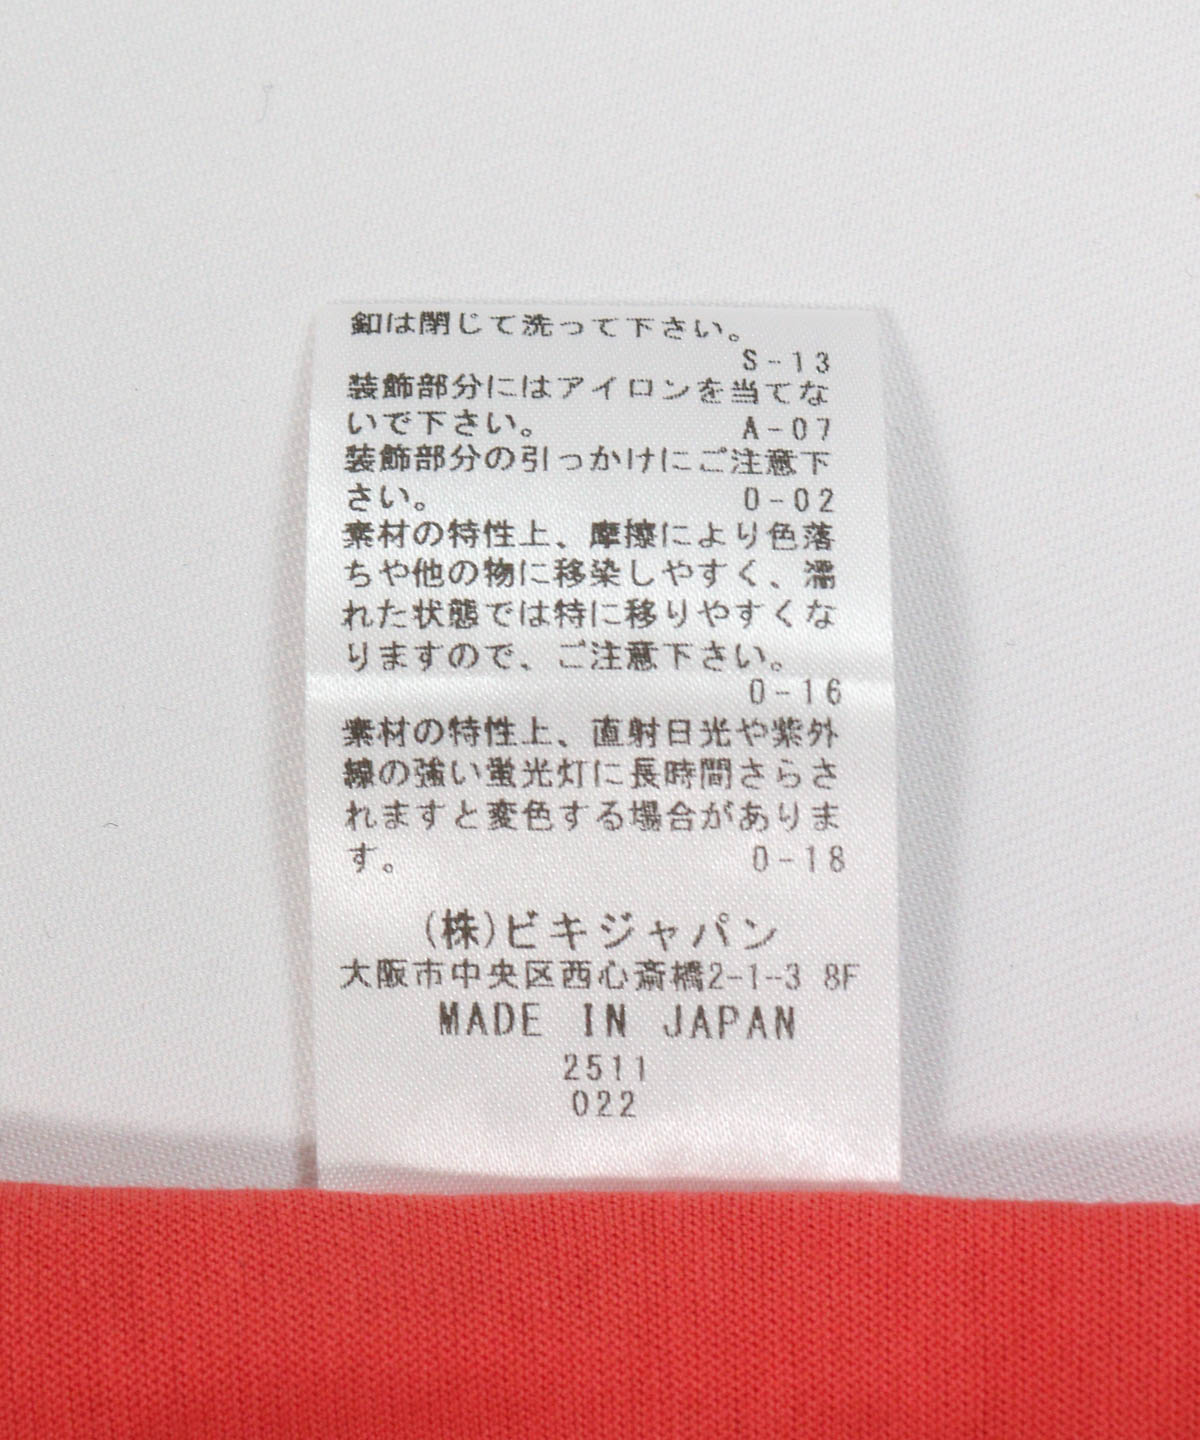 釦は閉じて洗って下さい。
S-13
装飾部分にはアイロンを当てな
いで下さい。 A-07
装飾部分の引っかけにご注意下
さい。 O-02
素材の特性上、摩擦により色落
ちや他の物に移染しやすく、濡
れた状態では特に移りやすくな
りますので、ご注意下さい。
O-16
素材の特性上、直射日光や紫外
線の強い蛍光灯に長時間さらさ
れますと変色する場合がありま
す。 O-18
(株)ビキジャパン
大阪市中央区西心斎橋2-1-3 8F
MADE IN JAPAN
2511
022